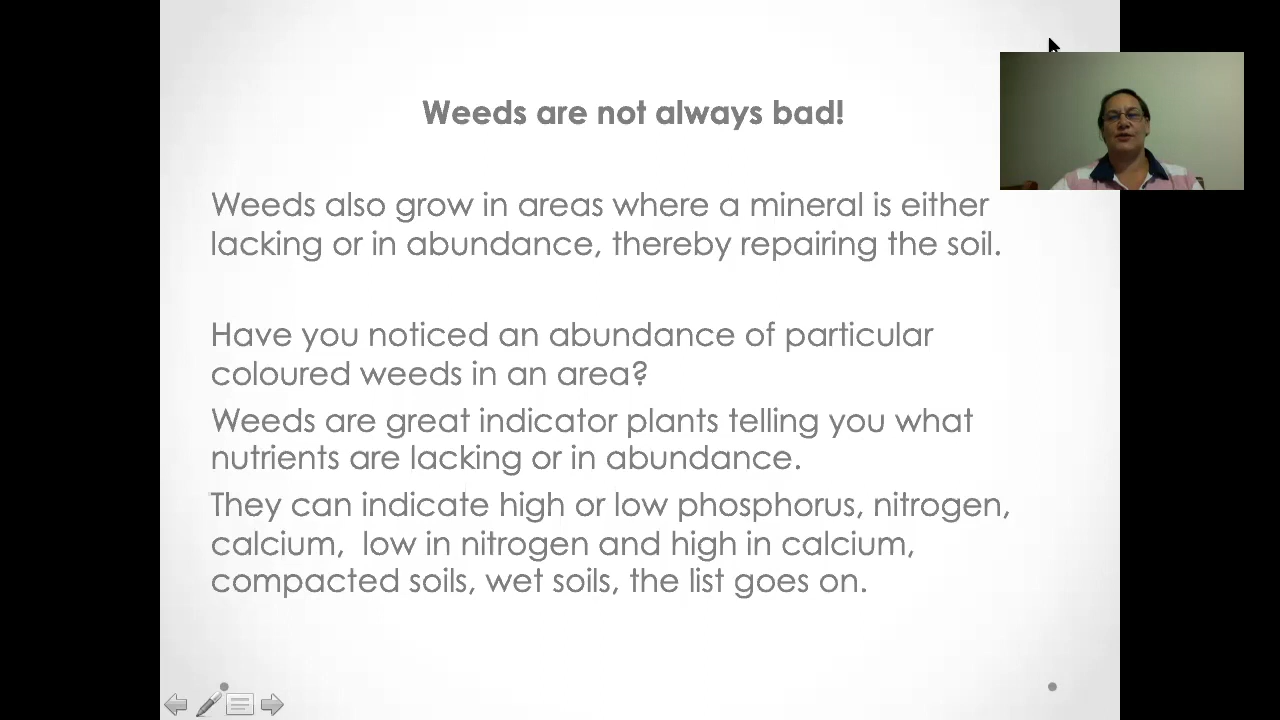 Weeds are not always bad!
Weeds also grow in areas where a mineral is either
lacking or in abundance, thereby repairing the soil.
Have you noticed an abundance of particular
coloured weeds in an area?
Weeds are great indicator plants telling you what
nutrients are lacking or in abundance.
They can indicate high or low phosphorus, nitrogen,
calcium,  low in nitrogen and high in calcium,
compacted soils, wet soils, the list goes on.